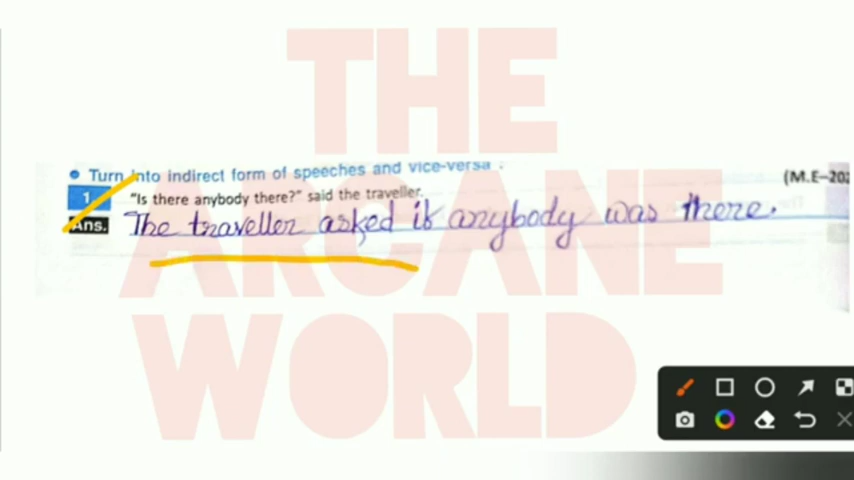 THE
ARCANE
WORLD
• Turn into indirect form of speeches and vice-versa :
(M.E-202
1 "Is there anybody there?" said the traveller.
Ans. The traveller asked if anybody was there.